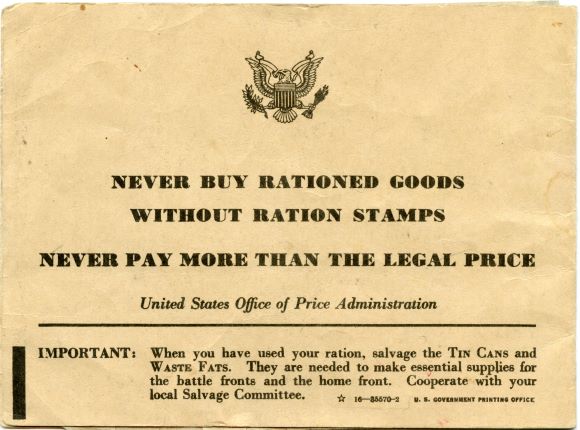 NEVER BUY RATIONED GOODS
WITHOUT RATION STAMPS
NEVER PAY MORE THAN THE LEGAL PRICE
United States Office of Price Administration
IMPORTANT: When you have used your ration, salvage the TIN CANS and
WASTE FATS. They are needed to make essential supplies for
the battle fronts and the home front. Cooperate with your
local Salvage Committee. ☆ 16—35570-2 U. S. GOVERNMENT PRINTING OFFICE